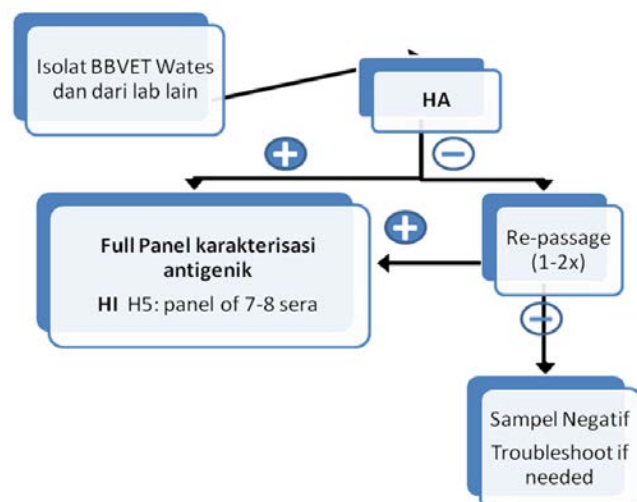 Isolat BBVET Wates
dan dari lab lain
HA
+
−
Full Panel karakterisasi
antigenik
HI H5: panel of 7-8 sera
+
Re-passage
(1-2x)
−
Sampel Negatif
Troubleshoot if
needed